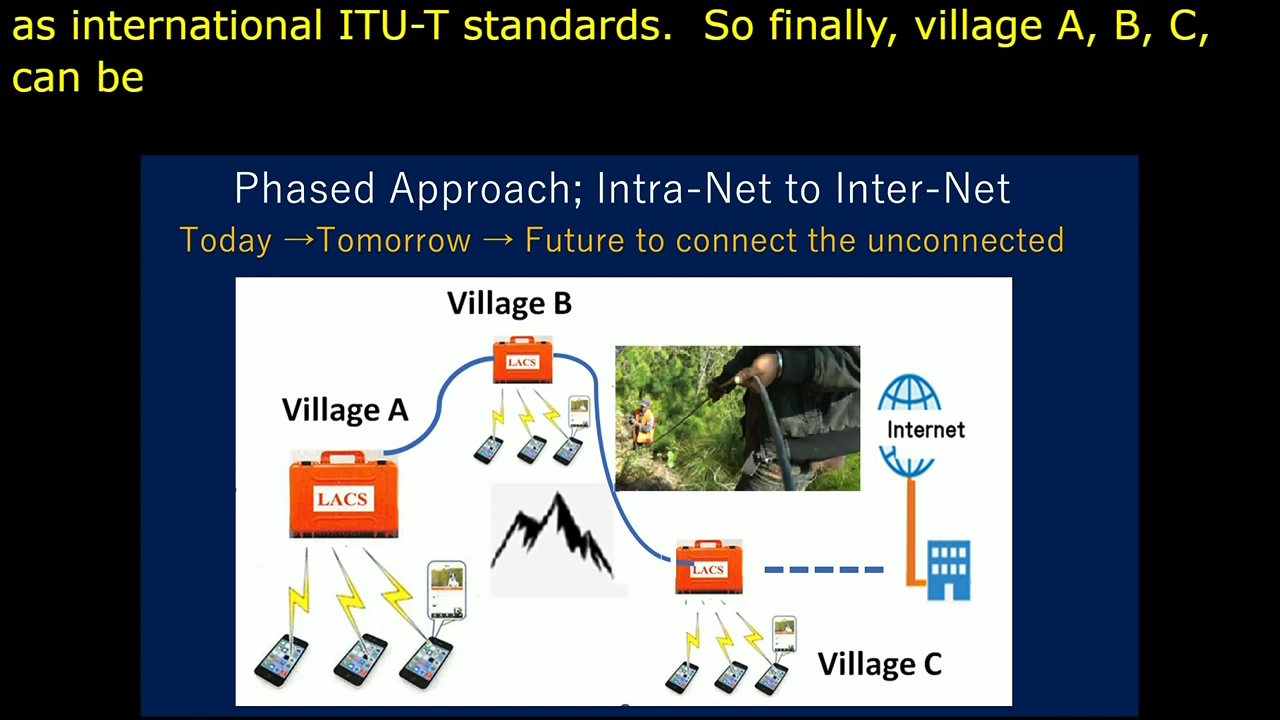 as international ITU-T standards.  So finally, village A, B, C,
can be
Phased Approach; Intra-Net to Inter-Net
Today →Tomorrow → Future to connect the unconnected
Village B
LACS
Village A
LACS
Internet
LACS
Village C